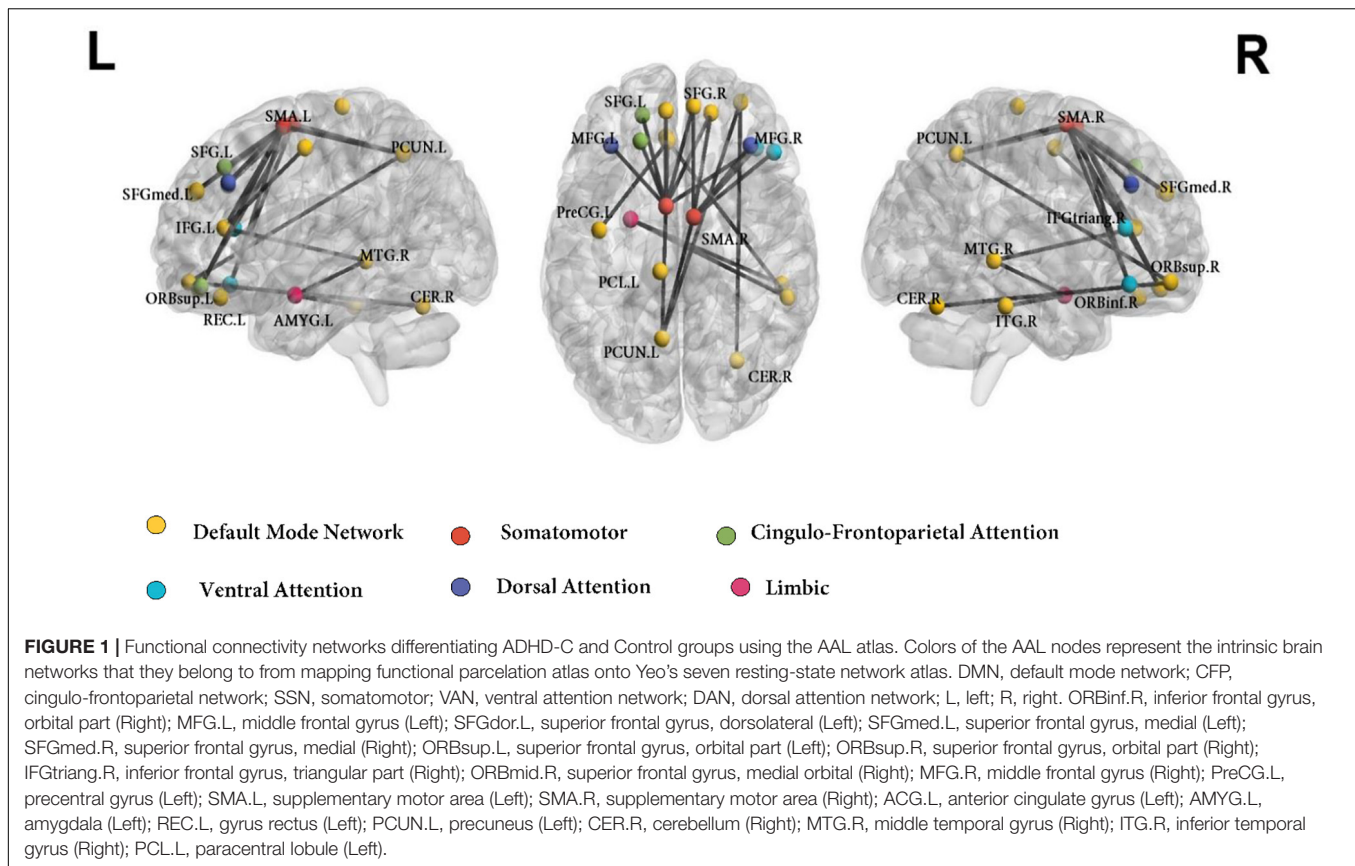 L
R
SMA.L
SFG.L
PCUN.L
SFGmed.L
IFG.L
MTG.R
ORBsup.L
CER.R
REC.L
AMYG.L
SFG.L
SFG.R
MFG.L
MFG.R
PreCG.L
SMA.R
PCL.L
PCUN.L
CER.R
SMA.R
PCUN.L
SFGmed.R
IFGtriang.R
MTG.R
ORBsup.R
CER.R
ORBinf.R
ITG.R
Default Mode Network
Somatomotor
Cingulo-Frontoparietal Attention
Ventral Attention
Dorsal Attention
Limbic
FIGURE 1 | Functional connectivity networks differentiating ADHD-C and Control groups using the AAL atlas. Colors of the AAL nodes represent the intrinsic brain
networks that they belong to from mapping functional parcelation atlas onto Yeo's seven resting-state network atlas. DMN, default mode network; CFP,
cingulo-frontoparietal network; SSN, somatomotor; VAN, ventral attention network; DAN, dorsal attention network; L, left; R, right. ORBinf.R, inferior frontal gyrus,
orbital part (Right); MFG.L, middle frontal gyrus (Left); SFGdor.L, superior frontal gyrus, dorsolateral (Left); SFGmed.L, superior frontal gyrus, medial (Left);
SFGmed.R, superior frontal gyrus, medial (Right); ORBsup.L, superior frontal gyrus, orbital part (Left); ORBsup.R, superior frontal gyrus, orbital part (Right);
IFGtriang.R, inferior frontal gyrus, triangular part (Right); ORBmid.R, superior frontal gyrus, medial orbital (Right); MFG.R, middle frontal gyrus (Right); PreCG.L,
precentral gyrus (Left); SMA.L, supplementary motor area (Left); SMA.R, supplementary motor area (Right); ACG.L, anterior cingulate gyrus (Left); AMYG.L,
amygdala (Left); REC.L, gyrus rectus (Left); PCUN.L, precuneus (Left); CER.R, cerebellum (Right); MTG.R, middle temporal gyrus (Right); ITG.R, inferior temporal
gyrus (Right); PCL.L, paracentral lobule (Left).